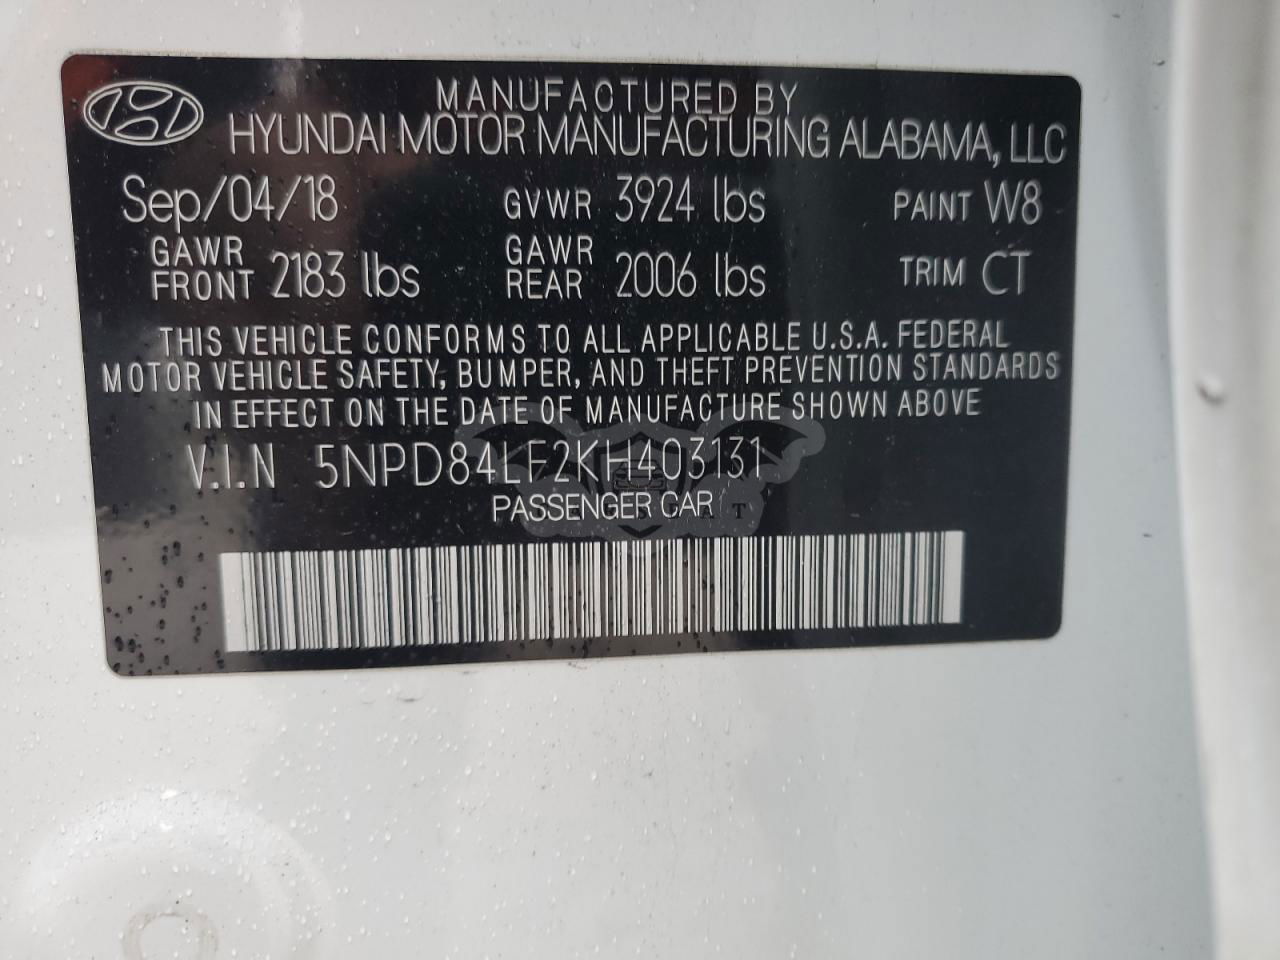 MANUFACTURED BY
HYUNDAI MOTOR MANUFACTURING ALABAMA, LLC
Sep/04/18 GVWR 3924 lbs PAINT W8
GAWR FRONT 2183 lbs GAWR REAR 2006 lbs TRIM CT
THIS VEHICLE CONFORMS TO ALL APPLICABLE U.S.A. FEDERAL
MOTOR VEHICLE SAFETY, BUMPER, AND THEFT PREVENTION STANDARDS
IN EFFECT ON THE DATE OF MANUFACTURE SHOWN ABOVE
V.I.N 5NPD84LF2KH403131
PASSENGER CAR